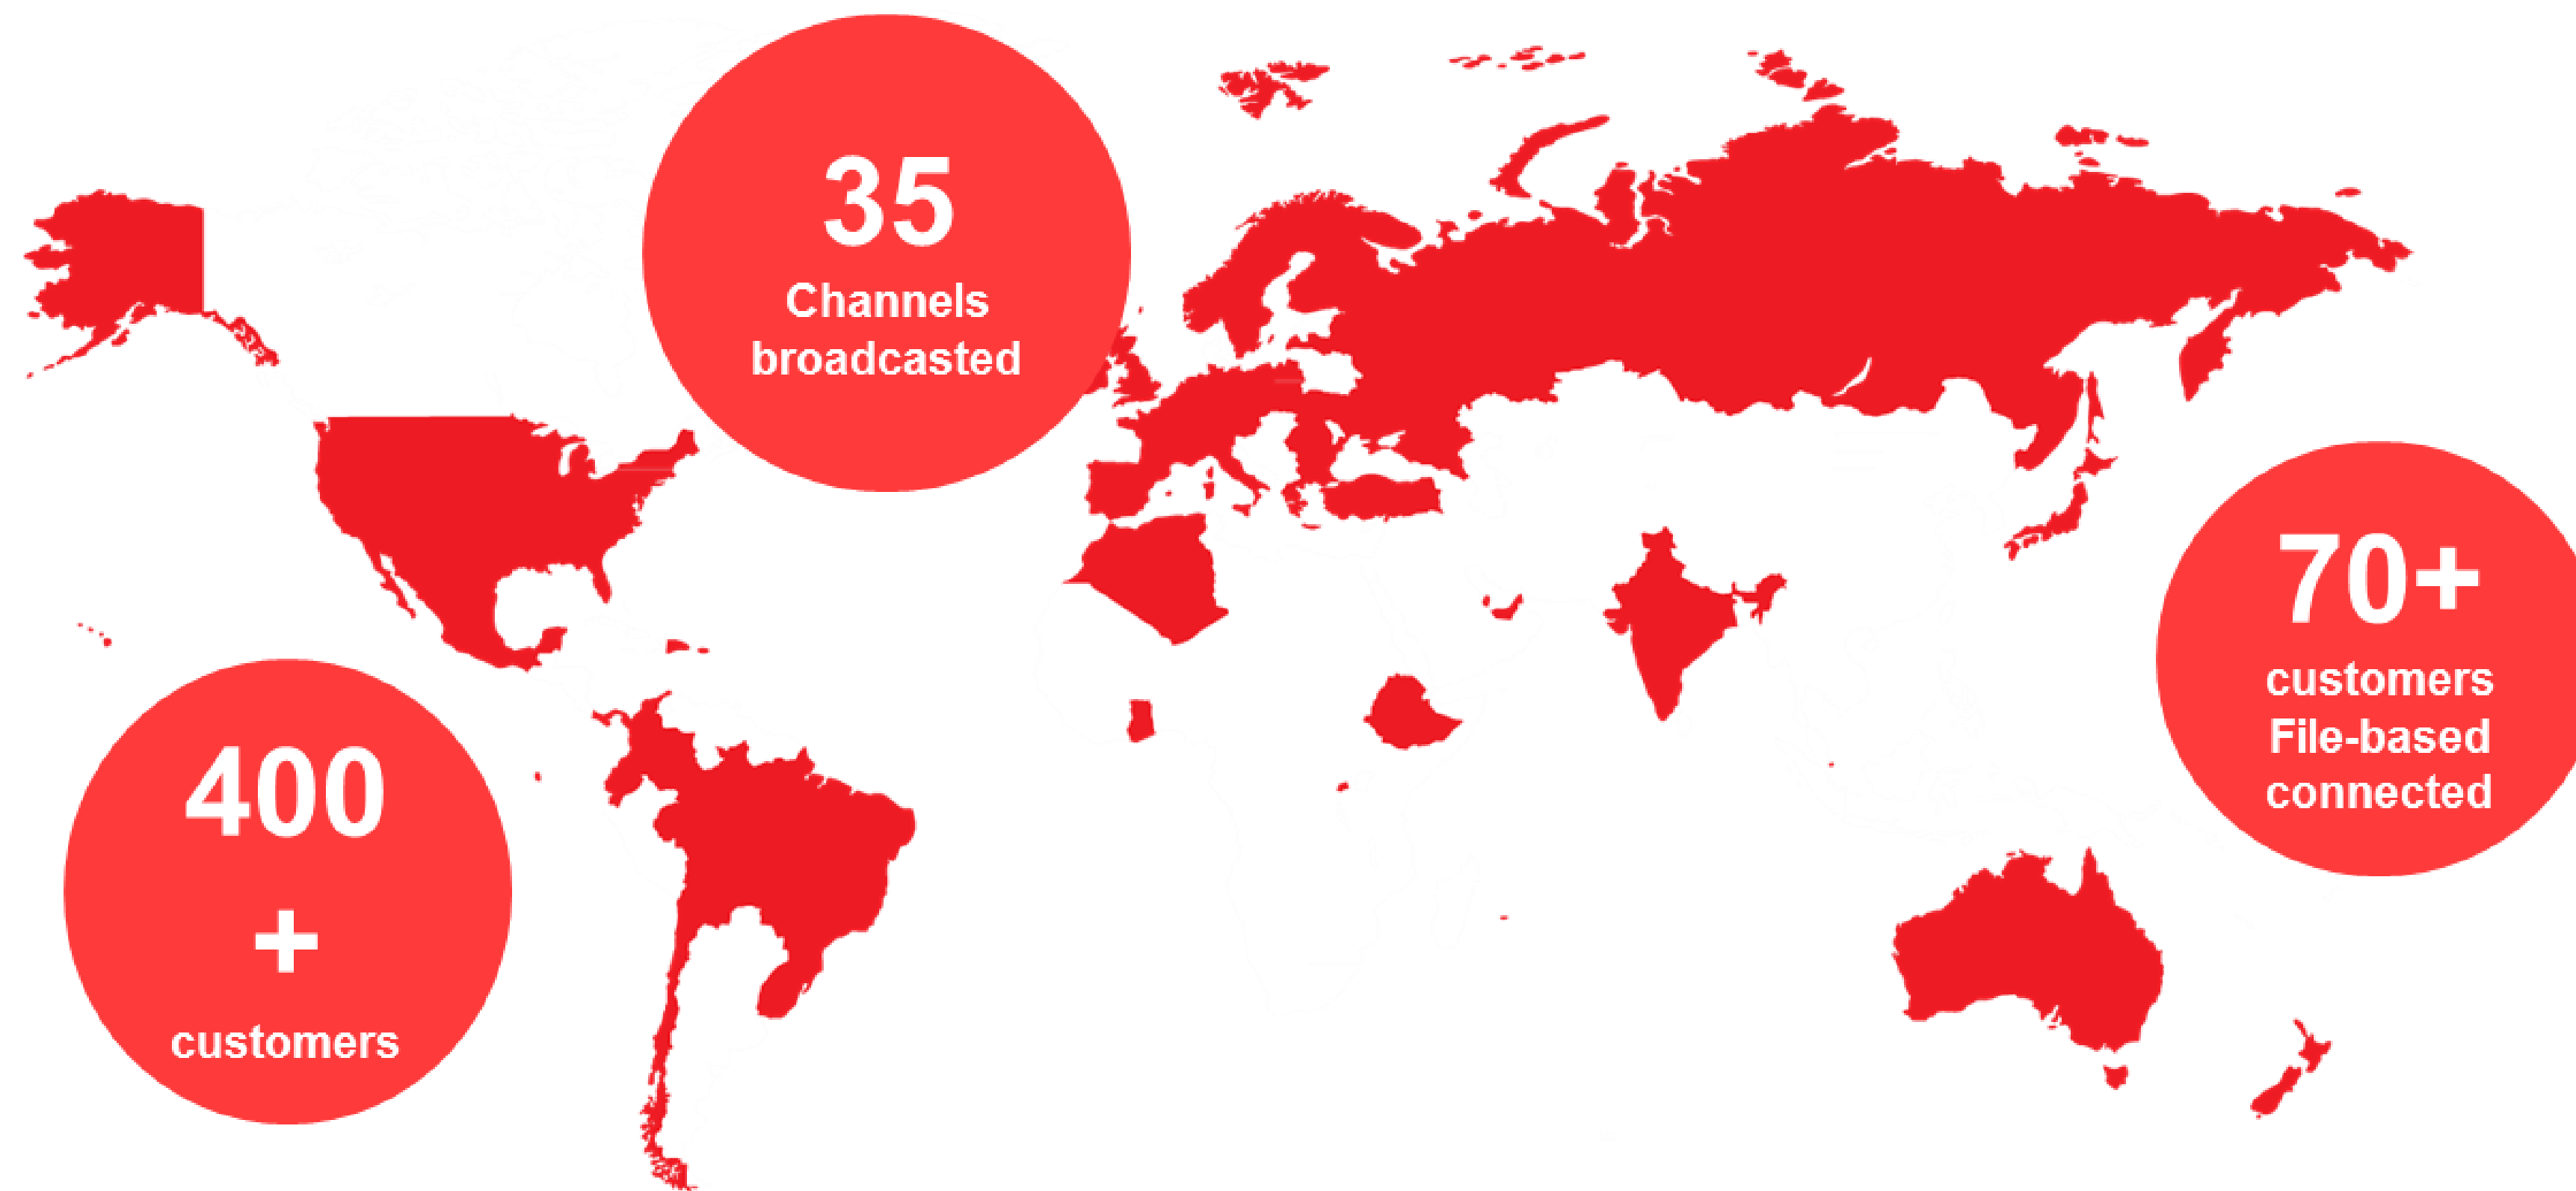 35
Channels
broadcasted
70+
customers
File-based
connected
400
+
customers